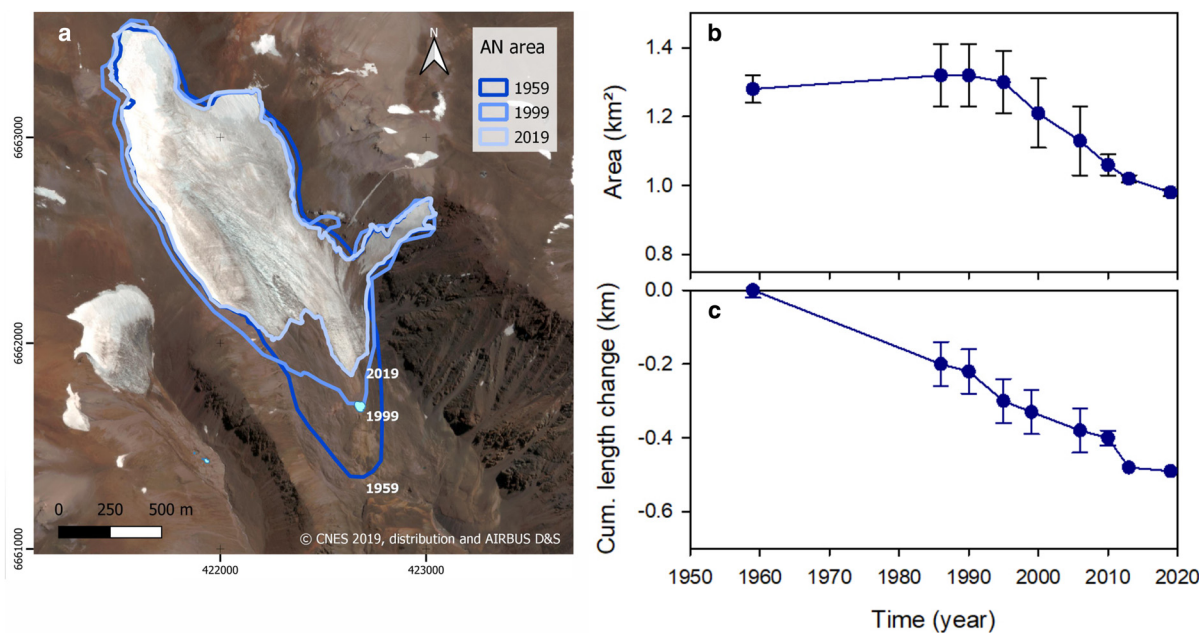 a
N
AN area
1959
1999
2019
6663000
6662000
6661000
2019
1999
1959
0 250 500 m
© CNES 2019, distribution and AIRBUS D&S
422000 423000
b
Area (km²)
1.4
1.2
1.0
0.8
c
Cum. length change (km)
0.0
-0.2
-0.4
-0.6
1950 1960 1970 1980 1990 2000 2010 2020
Time (year)